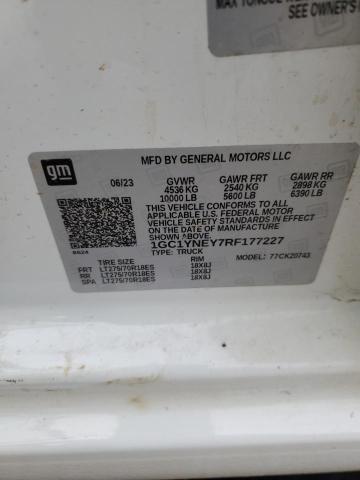 MAX TONGUE
SEE OWNER'S
gm
MFD BY GENERAL MOTORS LLC
06/23 GVWR GAWR FRT GAWR RR
4536 KG 2540 KG 2898 KG
10000 LB 5600 LB 6390 LB
THIS VEHICLE CONFORMS TO ALL
APPLICABLE U.S. FEDERAL MOTOR
VEHICLE SAFETY STANDARDS IN
EFFECT ON THE DATE OF MANUFACTURE
SHOWN ABOVE.
1GC1YNEY7RF177227
TYPE: TRUCK MODEL: 77CK20743
TIRE SIZE RIM
FRT LT275/70R18ES 18X8J
RR LT275/70R18ES 18X8J
SPA LT275/70R18ES 18X8J